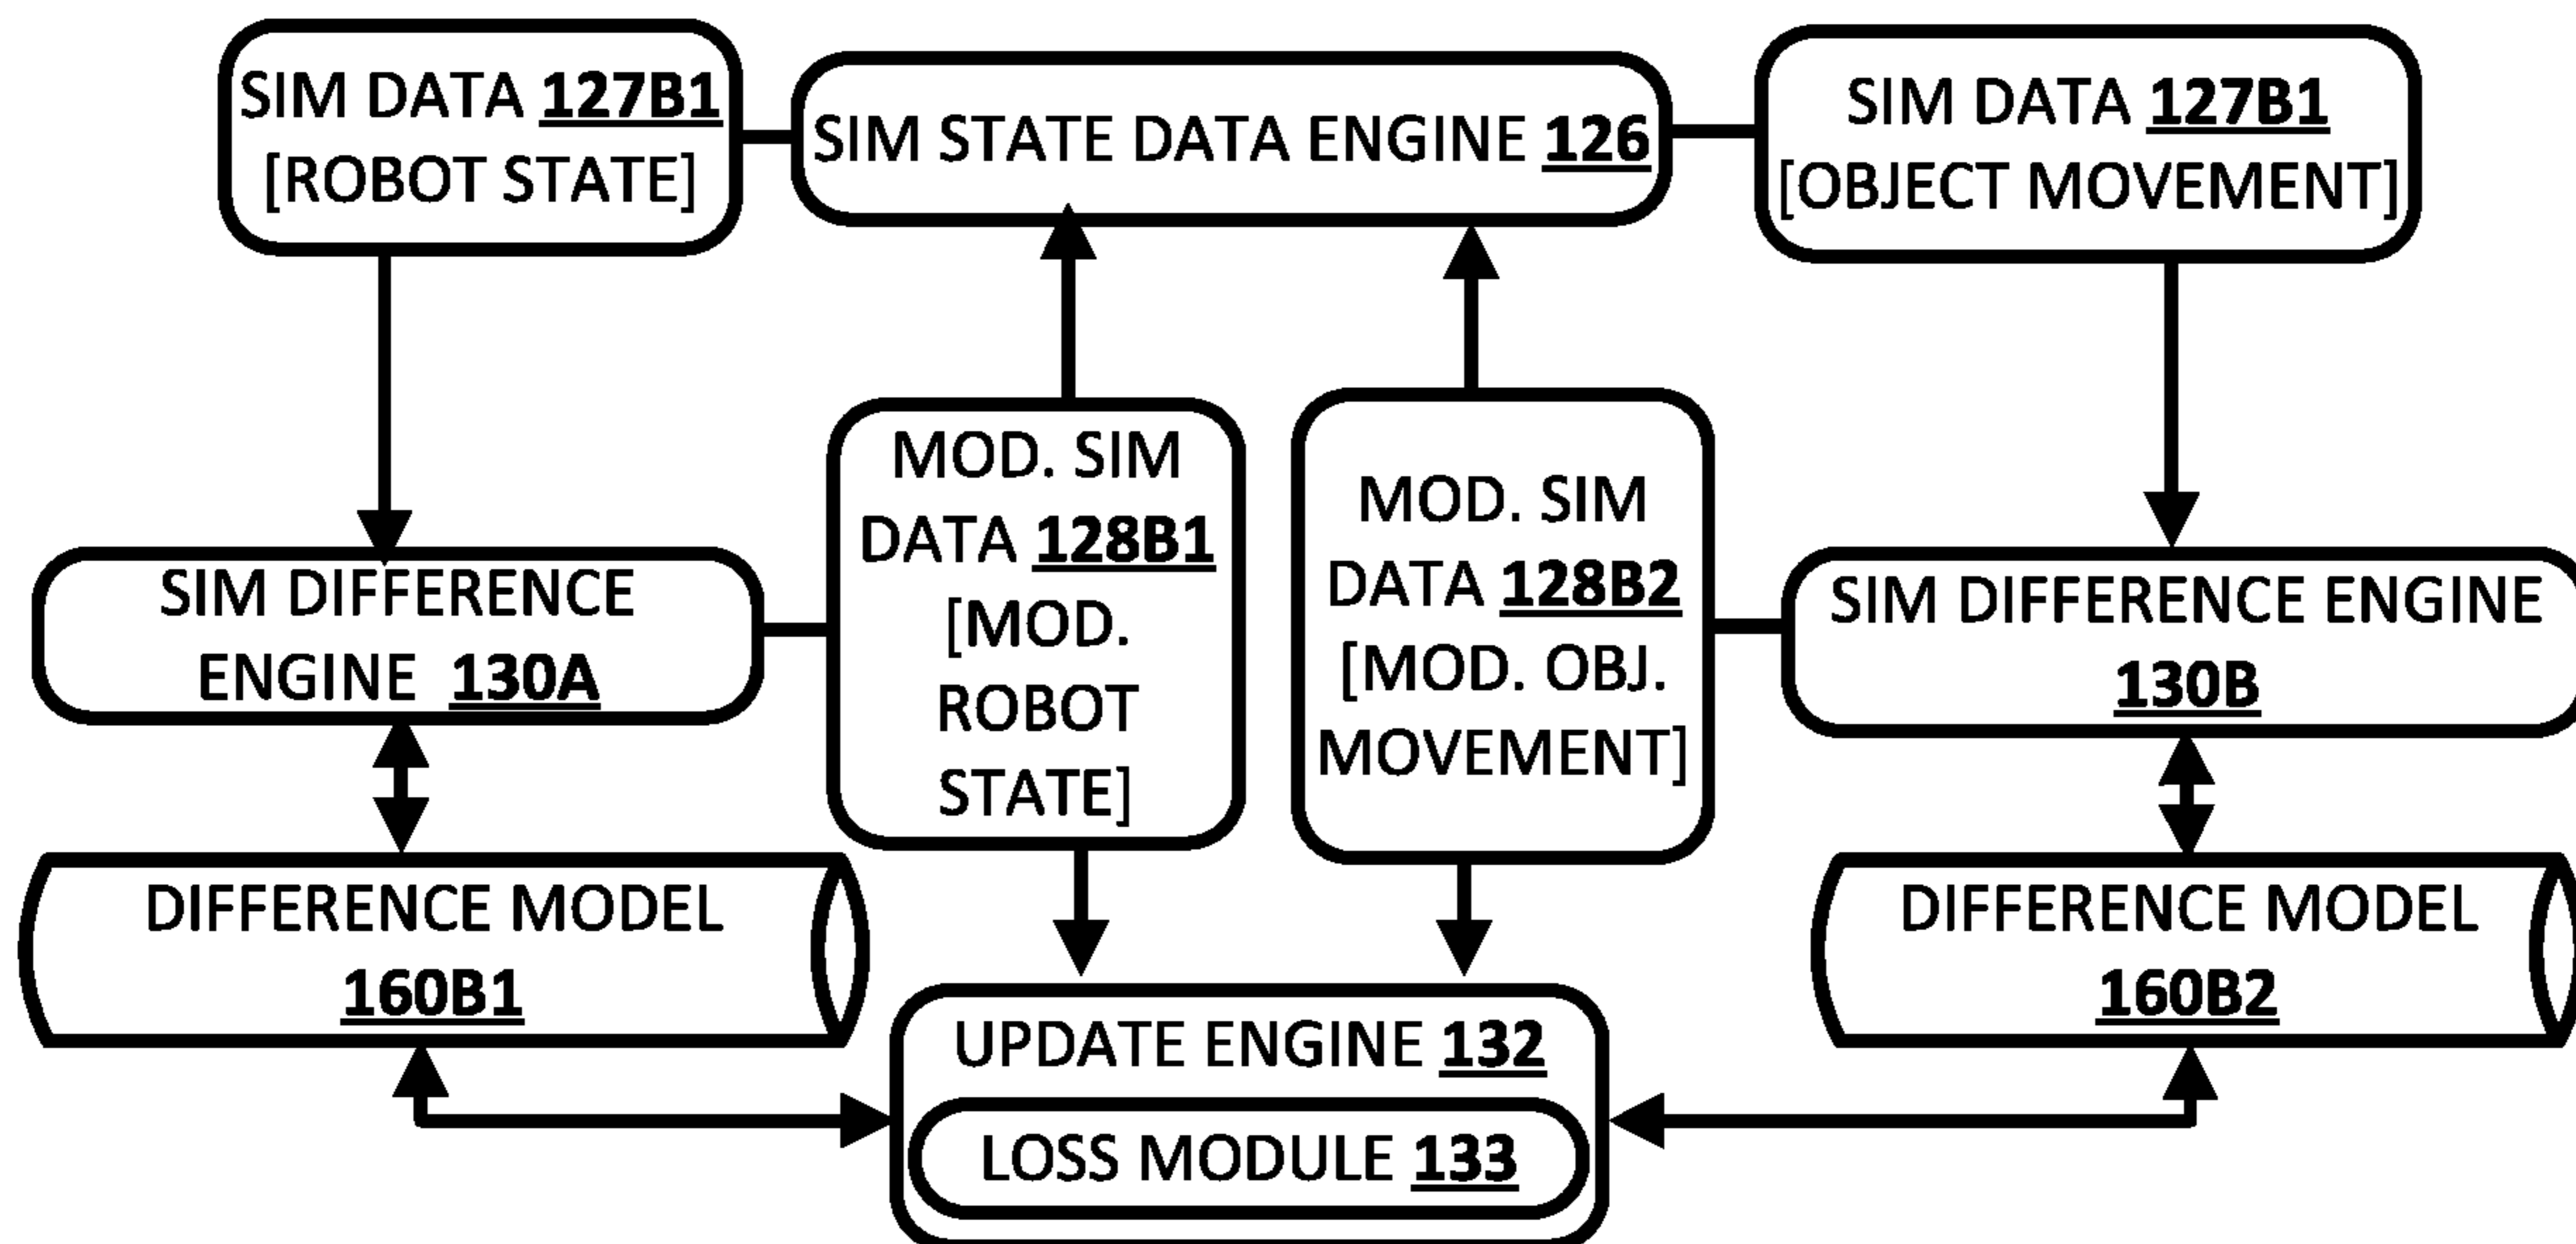 SIM DATA 127B1
[ROBOT STATE]
SIM STATE DATA ENGINE 126
SIM DATA 127B1
[OBJECT MOVEMENT]
MOD. SIM
DATA 128B1
[MOD.
ROBOT
STATE]
MOD. SIM
DATA 128B2
[MOD. OBJ.
MOVEMENT]
SIM DIFFERENCE
ENGINE 130A
SIM DIFFERENCE ENGINE
130B
DIFFERENCE MODEL
160B1
DIFFERENCE MODEL
160B2
UPDATE ENGINE 132
LOSS MODULE 133